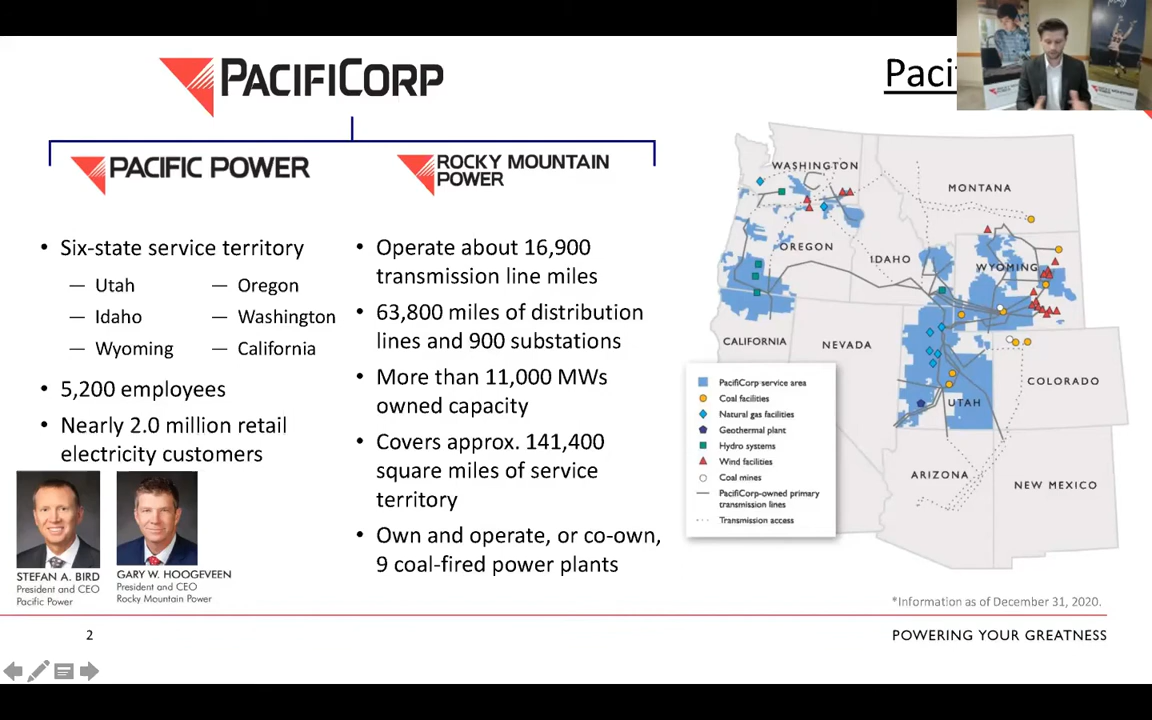 PACIFICORP
Paci
PACIFIC POWER
ROCKY MOUNTAIN
POWER
• Six-state service territory
— Utah
— Oregon
— Idaho
— Washington
— Wyoming
— California
• 5,200 employees
• Nearly 2.0 million retail
electricity customers
STEFAN A. BIRD
President and CEO
Pacific Power
GARY W. HOOGEVEEN
President and CEO
Rocky Mountain Power
• Operate about 16,900
transmission line miles
• 63,800 miles of distribution
lines and 900 substations
• More than 11,000 MWs
owned capacity
• Covers approx. 141,400
square miles of service
territory
• Own and operate, or co-own,
9 coal-fired power plants
WASHINGTON
MONTANA
OREGON
IDAHO
WYOMING
CALIFORNIA
NEVADA
UTAH
COLORADO
ARIZONA
NEW MEXICO
PacifiCorp service area
Coal facilities
Natural gas facilities
Geothermal plant
Hydro systems
Wind facilities
Coal mines
PacifiCorp-owned primary
transmission lines
Transmission access
*Information as of December 31, 2020.
2
POWERING YOUR GREATNESS